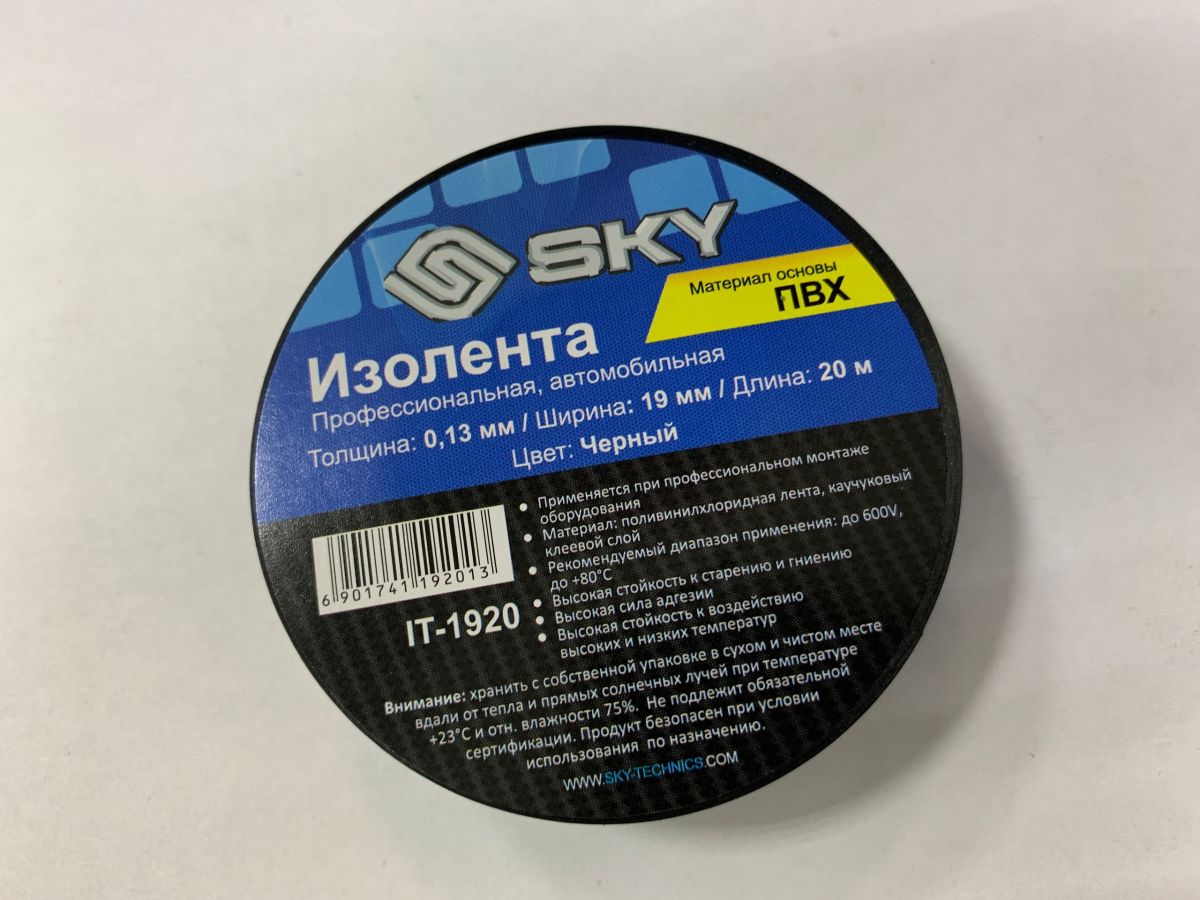 SKY
Материал основы
ПВХ
Изолента
Профессиональная, автомобильная
Толщина: 0,13 мм / Ширина: 19 мм / Длина: 20 м
Цвет: Черный
• Применяется при профессиональном монтаже
оборудования
• Материал: поливинилхлоридная лента, каучуковый
клеевой слой
• Рекомендуемый диапазон применения: до 600V,
до +80°С
• Высокая стойкость к старению и гниению
• Высокая сила адгезии
• Высокая стойкость к воздействию
высоких и низких температур
6 901741 192013
IT-1920
Внимание: хранить с собственной упаковке в сухом и чистом месте
вдали от тепла и прямых солнечных лучей при температуре
+23°С и отн. влажности 75%. Не подлежит обязательной
сертификации. Продукт безопасен при условии
использования по назначению.
WWW.SKY-TECHNICS.COM